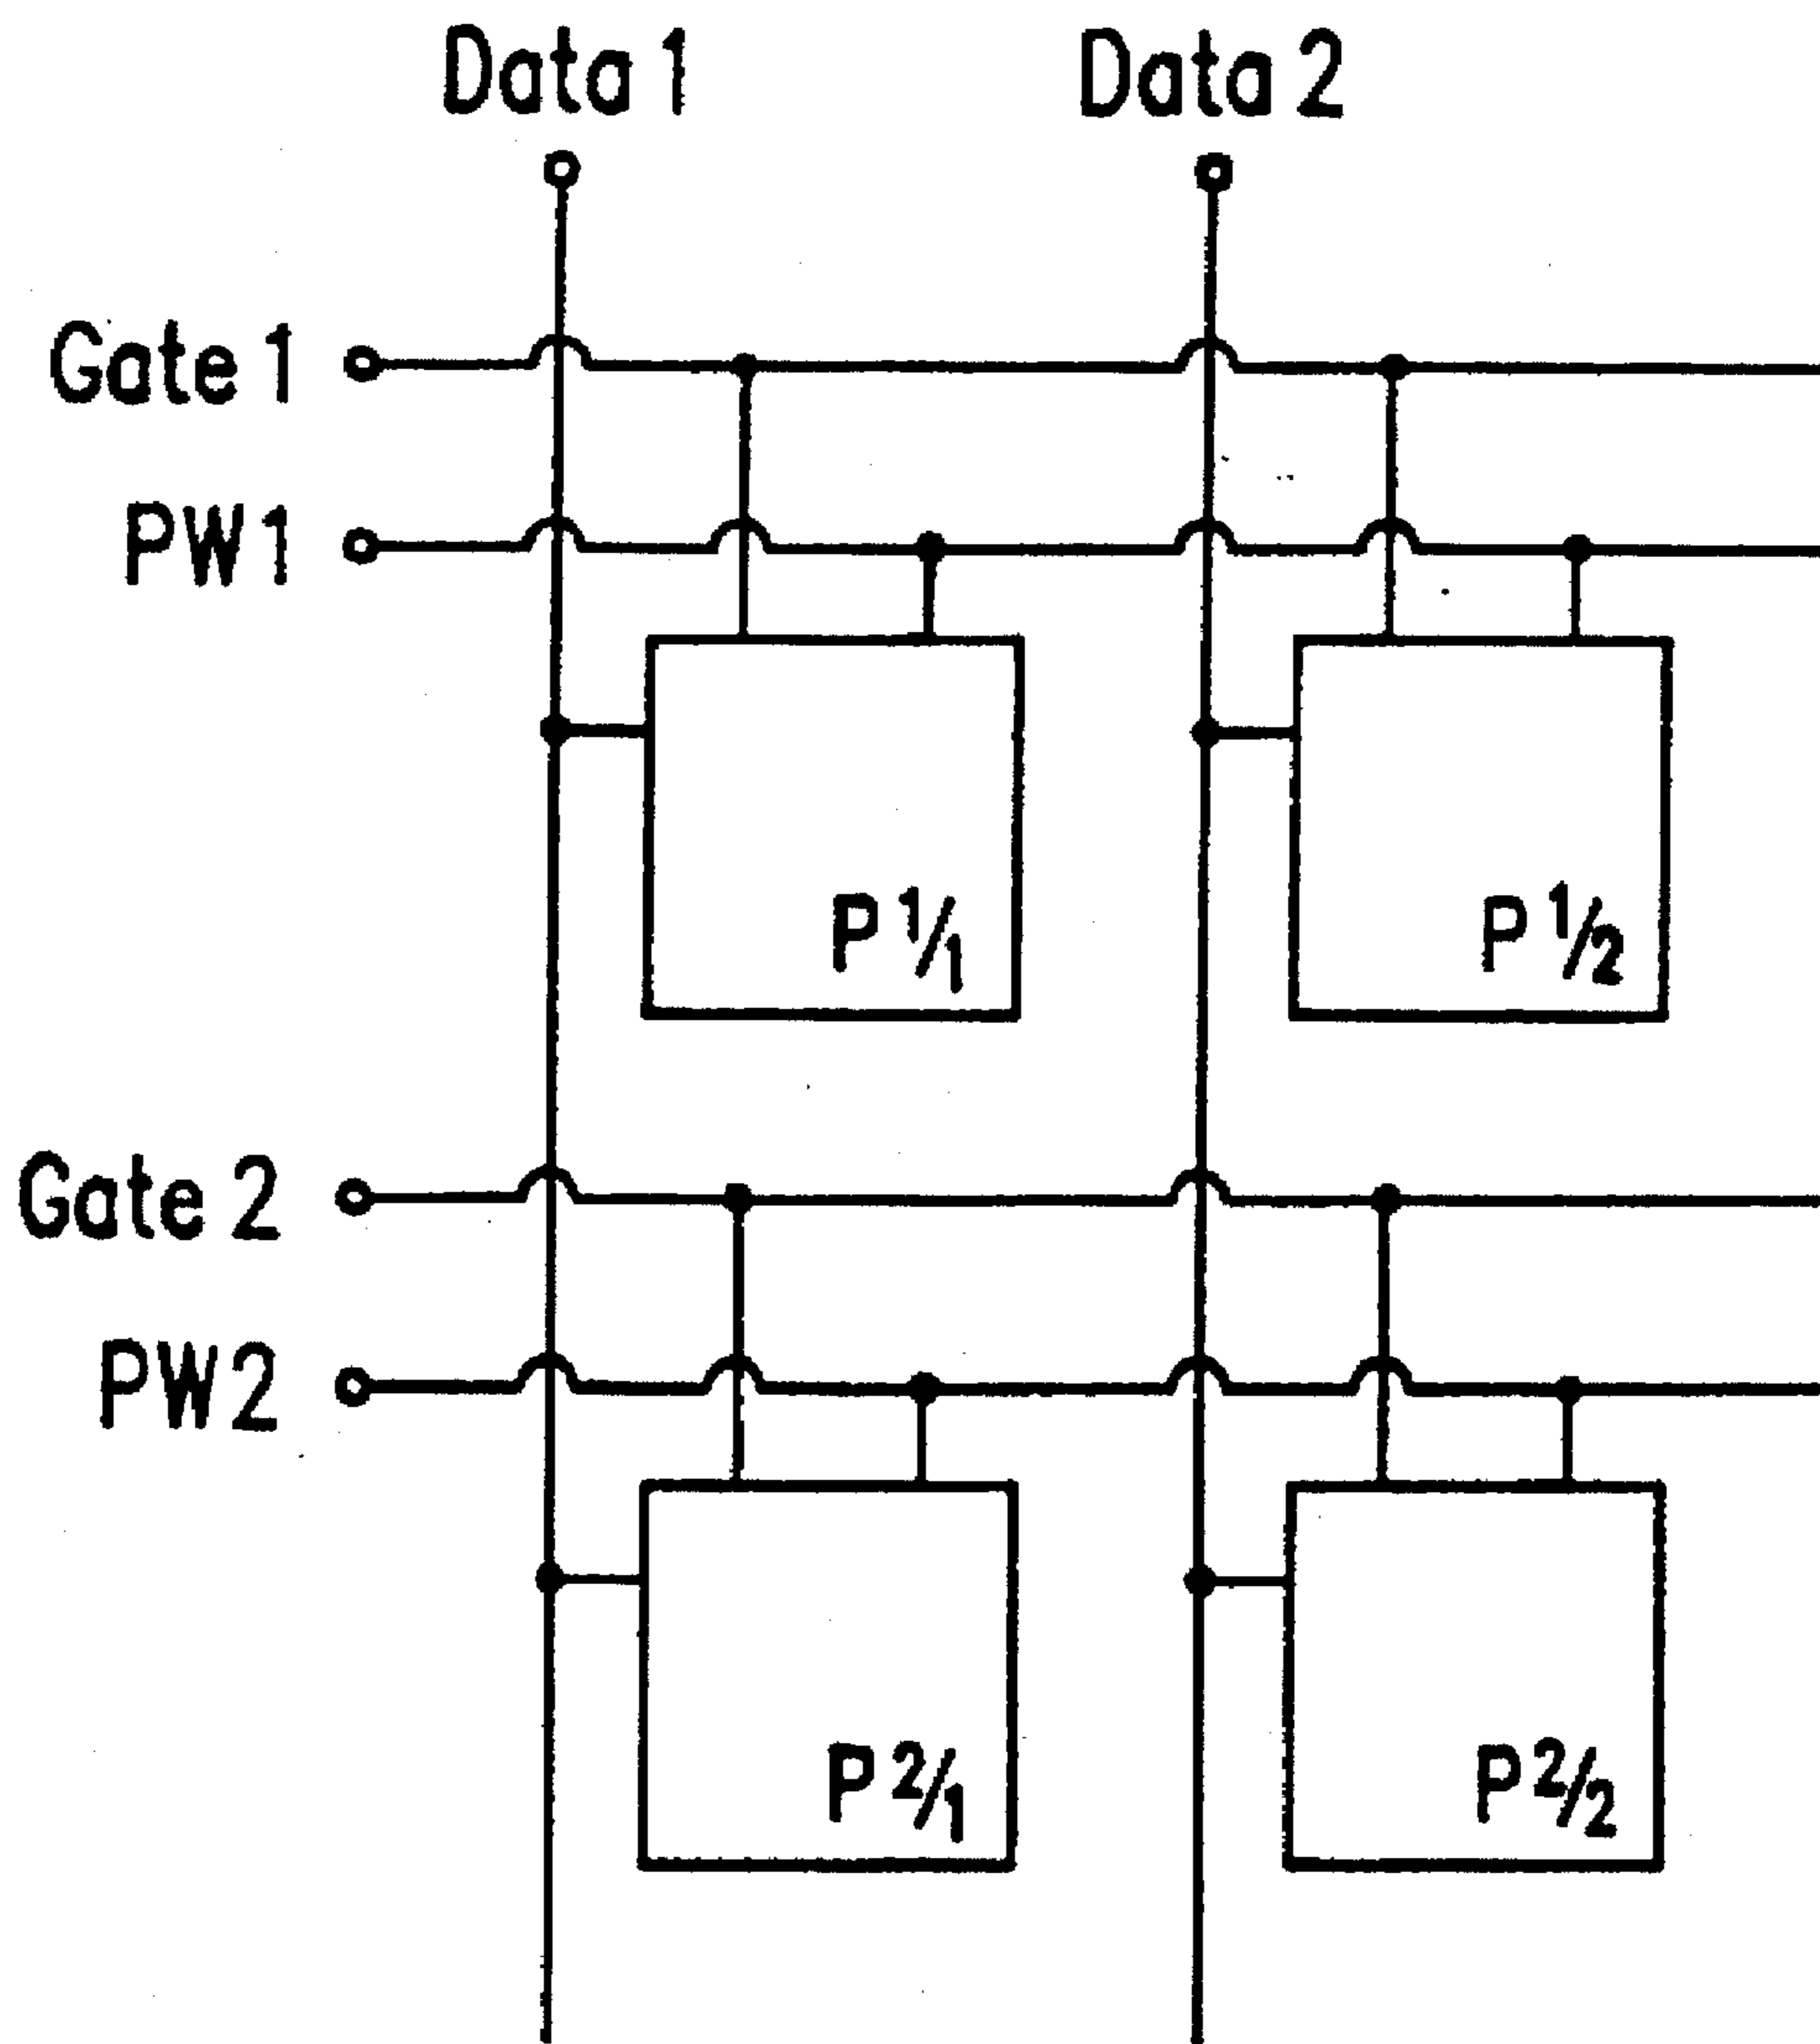 Data 1
Data 2
Gate 1
PW1
P 1/1
P 1/2
Gate 2
PW2
P 2/1
P 2/2